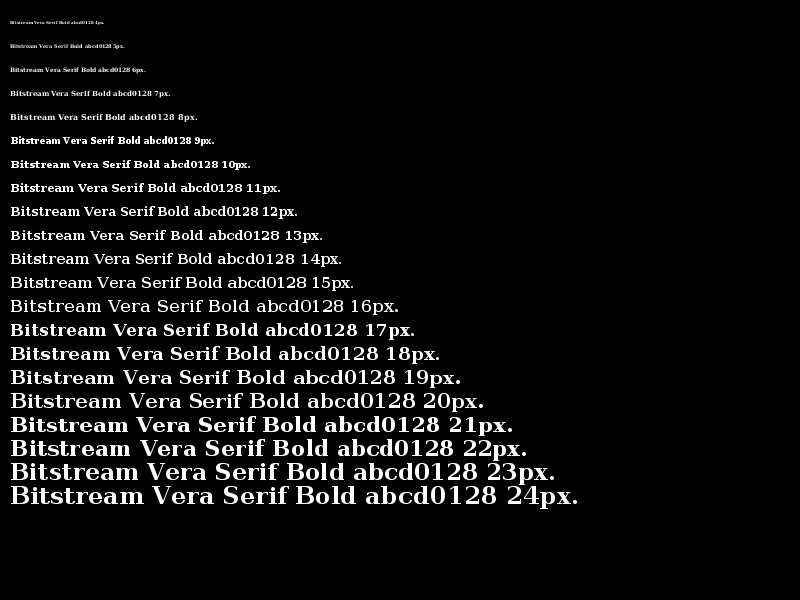 Bitstream Vera Serif Bold abcd0128 4px.
Bitstream Vera Serif Bold abcd0128 5px.
Bitstream Vera Serif Bold abcd0128 6px.
Bitstream Vera Serif Bold abcd0128 7px.
Bitstream Vera Serif Bold abcd0128 8px.
Bitstream Vera Serif Bold abcd0128 9px.
Bitstream Vera Serif Bold abcd0128 10px.
Bitstream Vera Serif Bold abcd0128 11px.
Bitstream Vera Serif Bold abcd0128 12px.
Bitstream Vera Serif Bold abcd0128 13px.
Bitstream Vera Serif Bold abcd0128 14px.
Bitstream Vera Serif Bold abcd0128 15px.
Bitstream Vera Serif Bold abcd0128 16px.
Bitstream Vera Serif Bold abcd0128 17px.
Bitstream Vera Serif Bold abcd0128 18px.
Bitstream Vera Serif Bold abcd0128 19px.
Bitstream Vera Serif Bold abcd0128 20px.
Bitstream Vera Serif Bold abcd0128 21px.
Bitstream Vera Serif Bold abcd0128 22px.
Bitstream Vera Serif Bold abcd0128 23px.
Bitstream Vera Serif Bold abcd0128 24px.